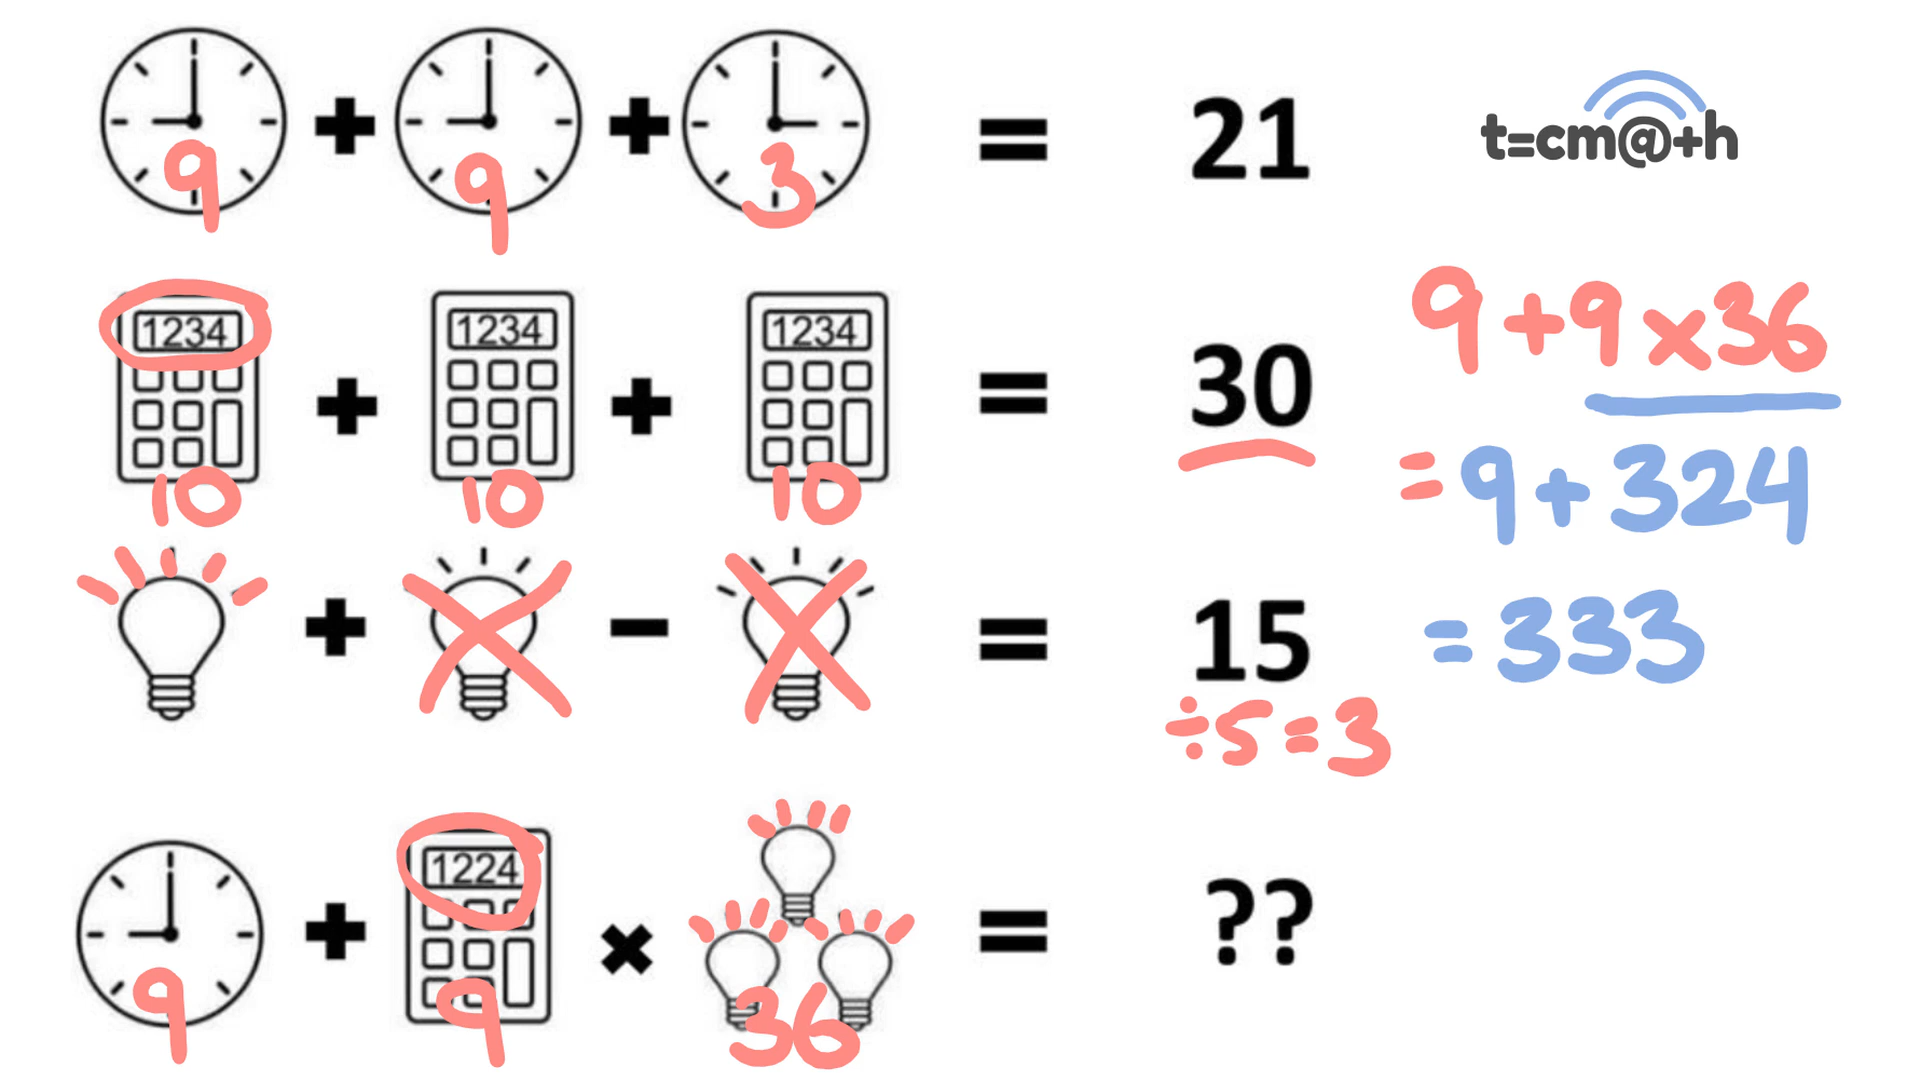 + + = 21
t=cm@+h
9 9 3
1234 + 1234 + 1234 = 30
10 10 10
9+9×36
=9+324
+ − = 15
=333
÷5=3
+ 1224 × = ??
9 9 36